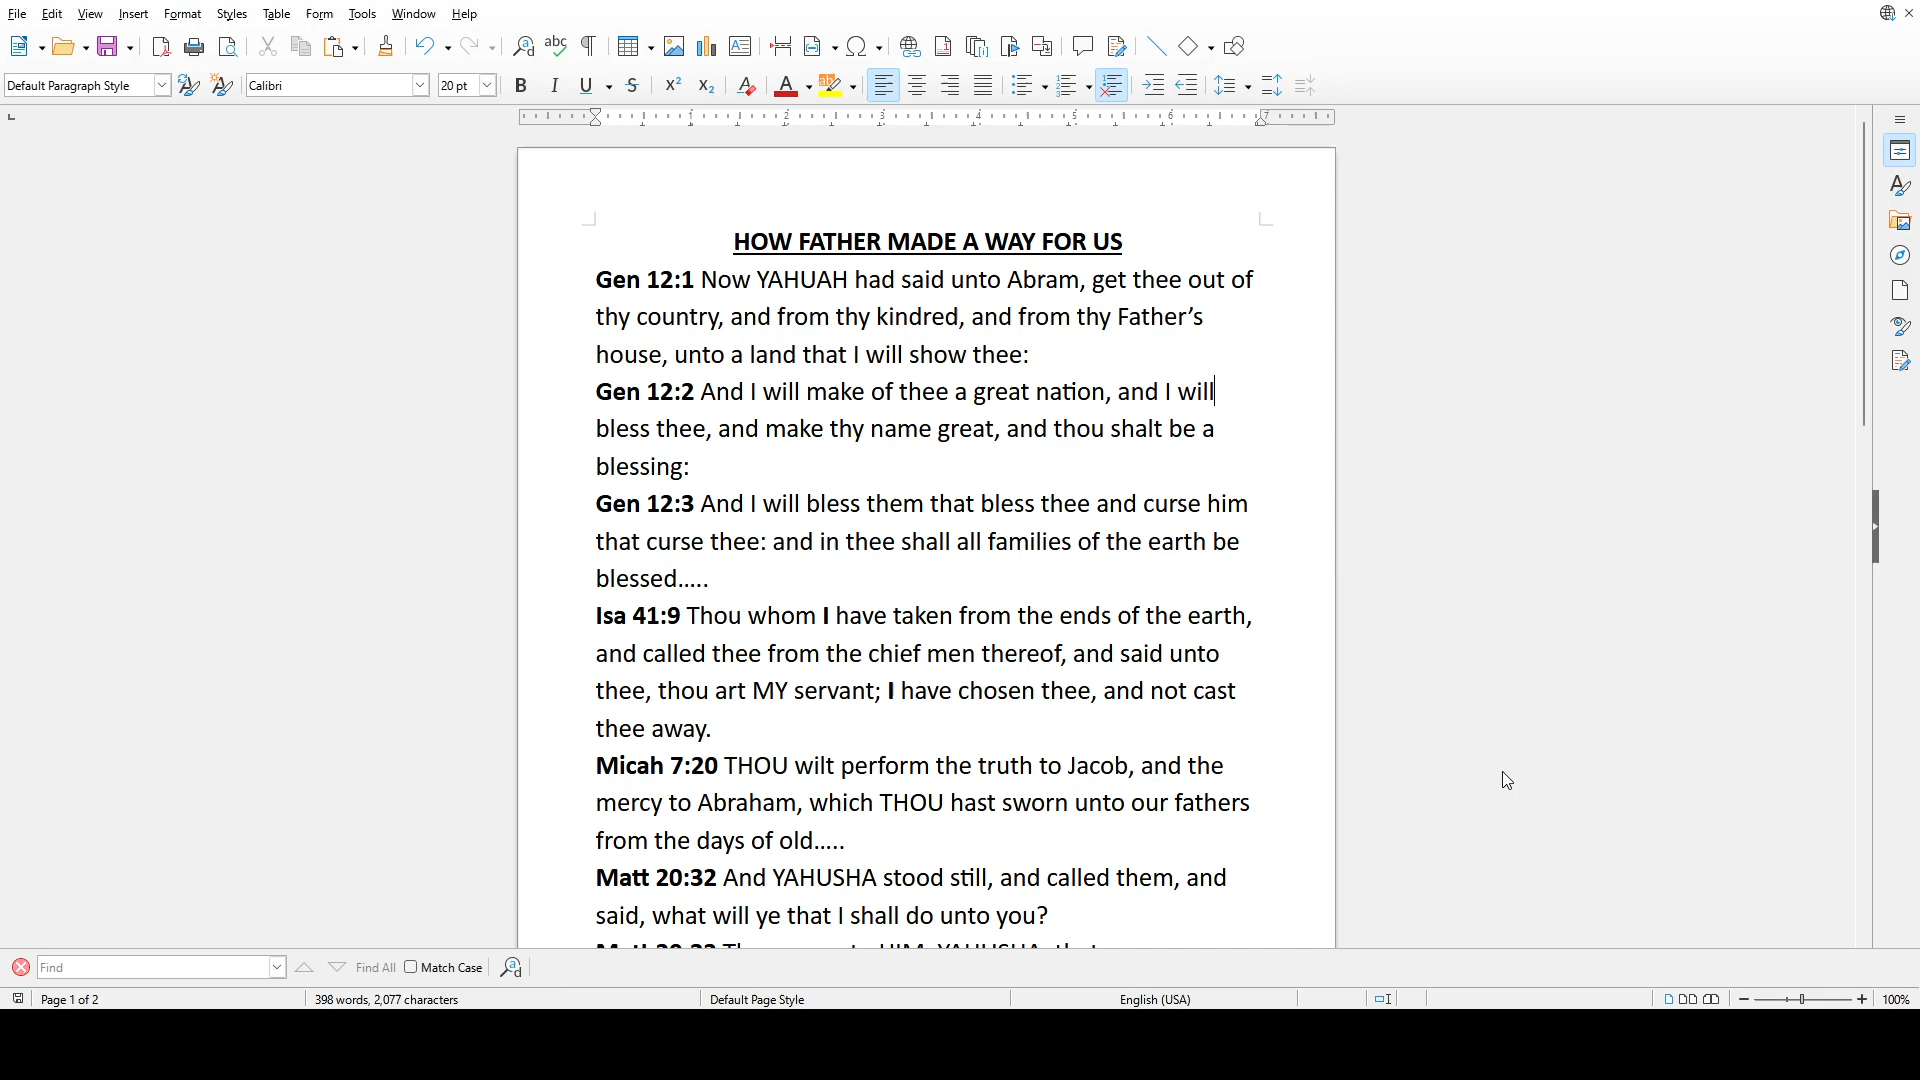 File Edit View Insert Format Styles Table Form Tools Window Help
Default Paragraph Style Calibri 20 pt
1 2 3 4 5 6 7
HOW FATHER MADE A WAY FOR US
Gen 12:1 Now YAHUAH had said unto Abram, get thee out of
thy country, and from thy kindred, and from thy Father’s
house, unto a land that I will show thee:
Gen 12:2 And I will make of thee a great nation, and I will
bless thee, and make thy name great, and thou shalt be a
blessing:
Gen 12:3 And I will bless them that bless thee and curse him
that curse thee: and in thee shall all families of the earth be
blessed…..
Isa 41:9 Thou whom I have taken from the ends of the earth,
and called thee from the chief men thereof, and said unto
thee, thou art MY servant; I have chosen thee, and not cast
thee away.
Micah 7:20 THOU wilt perform the truth to Jacob, and the
mercy to Abraham, which THOU hast sworn unto our fathers
from the days of old…..
Matt 20:32 And YAHUSHA stood still, and called them, and
said, what will ye that I shall do unto you?
Find Find All Match Case
Page 1 of 2 398 words, 2,077 characters Default Page Style English (USA) 100%